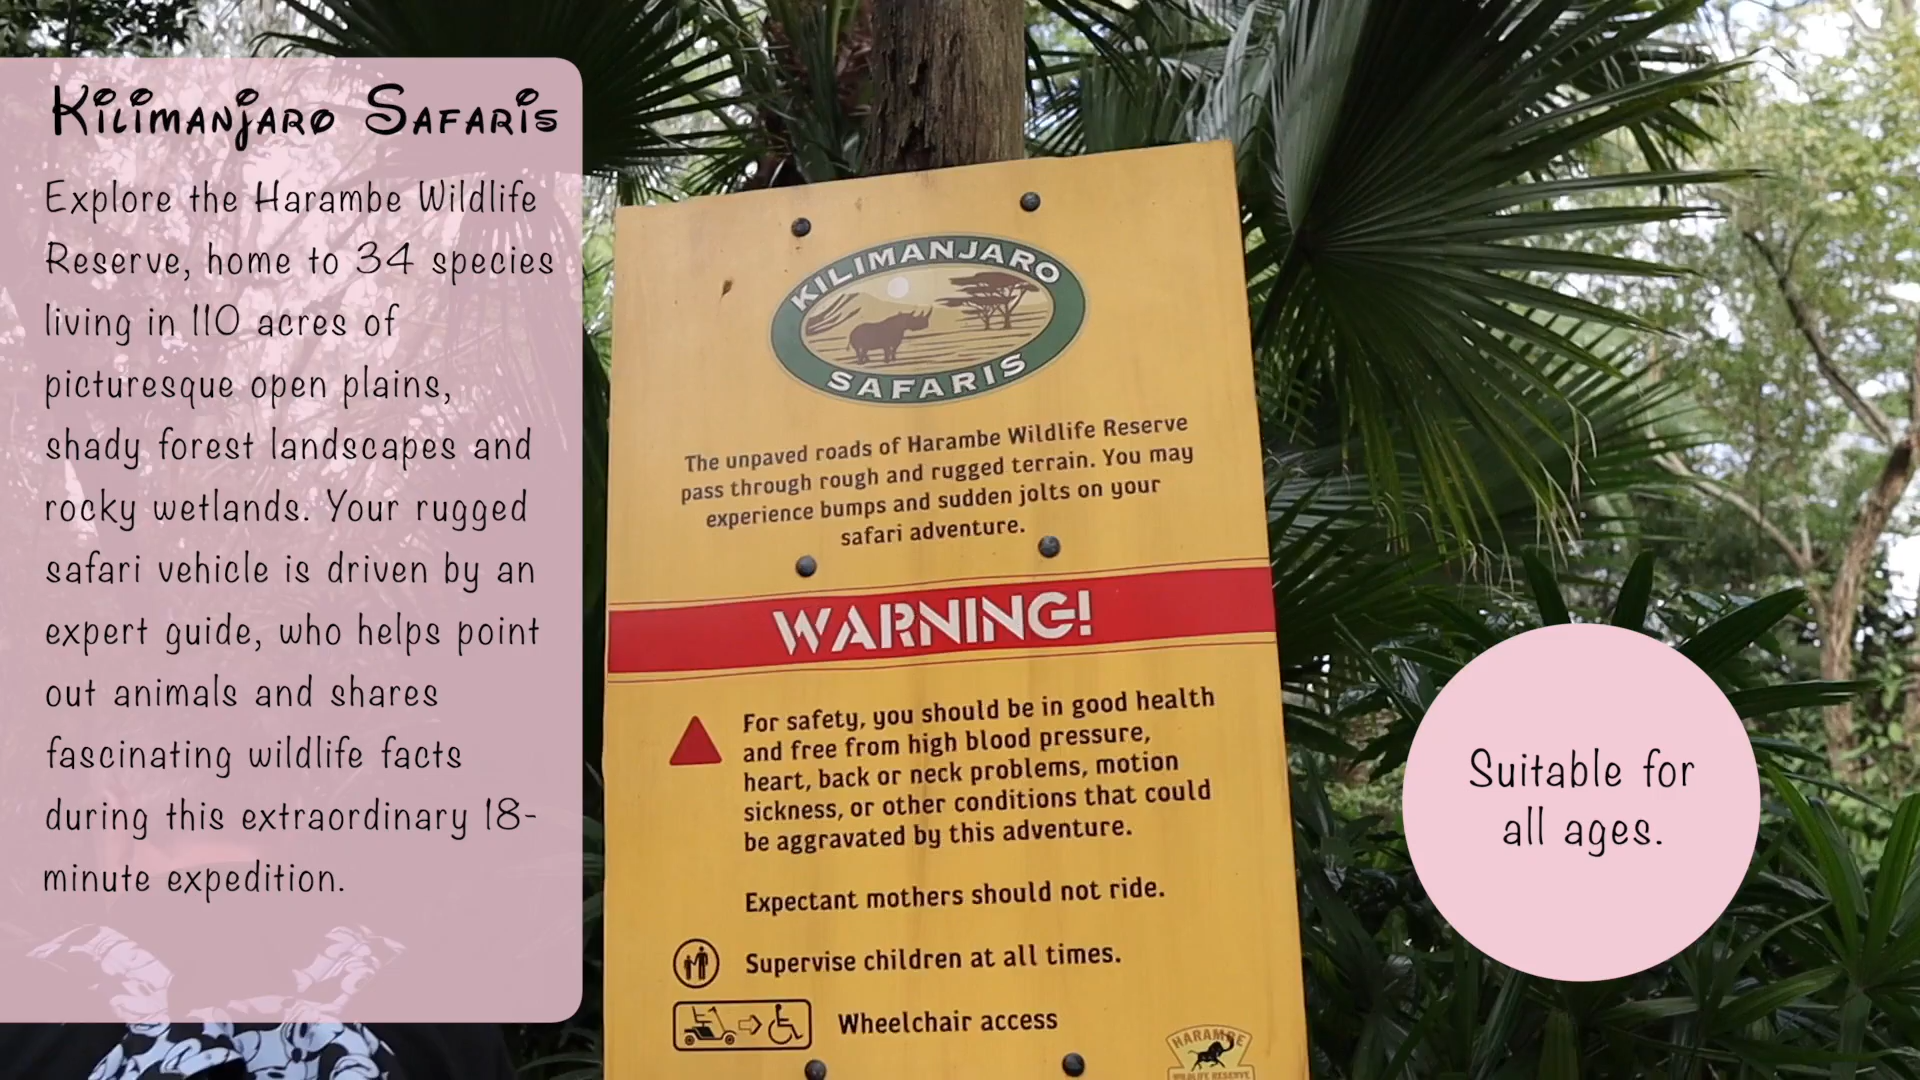 Kilimanjaro Safaris
Explore the Harambe Wildlife
Reserve, home to 34 species
living in 110 acres of
picturesque open plains,
shady forest landscapes and
rocky wetlands. Your rugged
safari vehicle is driven by an
expert guide, who helps point
out animals and shares
fascinating wildlife facts
during this extraordinary 18-
minute expedition.
KILIMANJARO
SAFARIS
The unpaved roads of Harambe Wildlife Reserve
pass through rough and rugged terrain. You may
experience bumps and sudden jolts on your
safari adventure.
WARNING!
For safety, you should be in good health
and free from high blood pressure,
heart, back or neck problems, motion
sickness, or other conditions that could
be aggravated by this adventure.
Expectant mothers should not ride.
Supervise children at all times.
Wheelchair access
HARAMBE
WILDLIFE RESERVE
Suitable for
all ages.